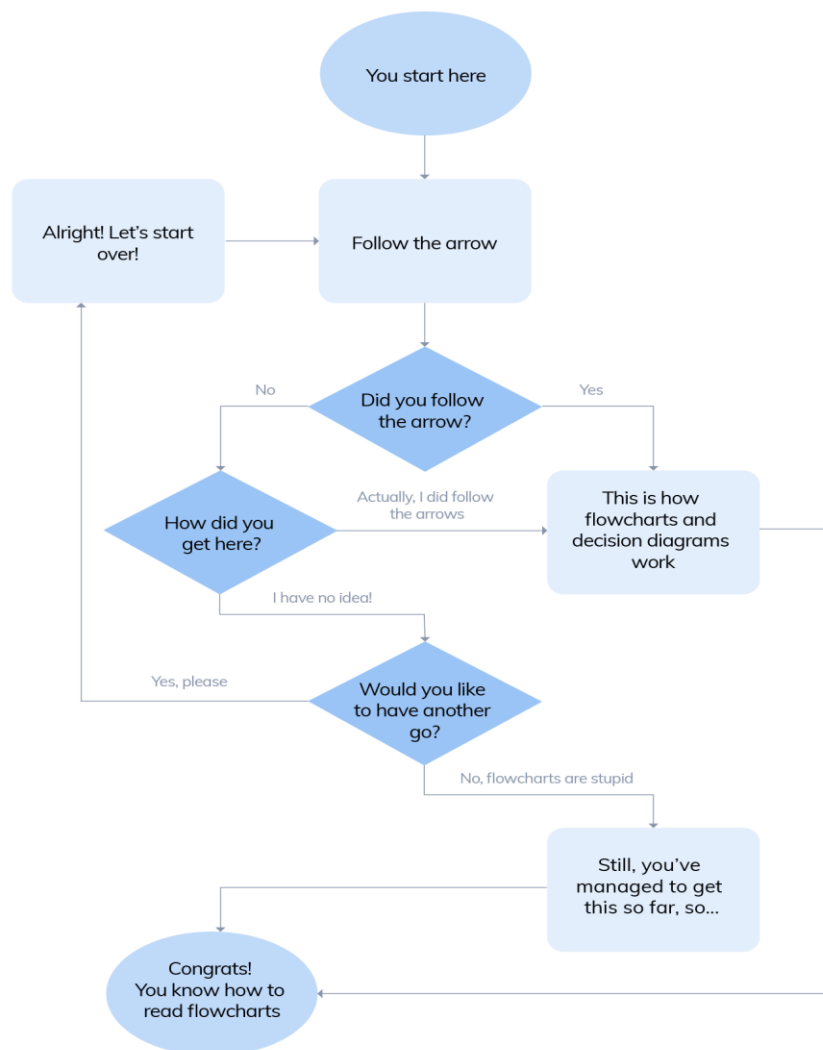 You start here
Alright! Let’s start
over!
Follow the arrow
No
Did you follow
the arrow?
Yes
How did you
get here?
Actually, I did follow
the arrows
This is how
flowcharts and
decision diagrams
work
I have no idea!
Yes, please
Would you like
to have another
go?
No, flowcharts are stupid
Still, you’ve
managed to get
this so far, so...
Congrats!
You know how to
read flowcharts